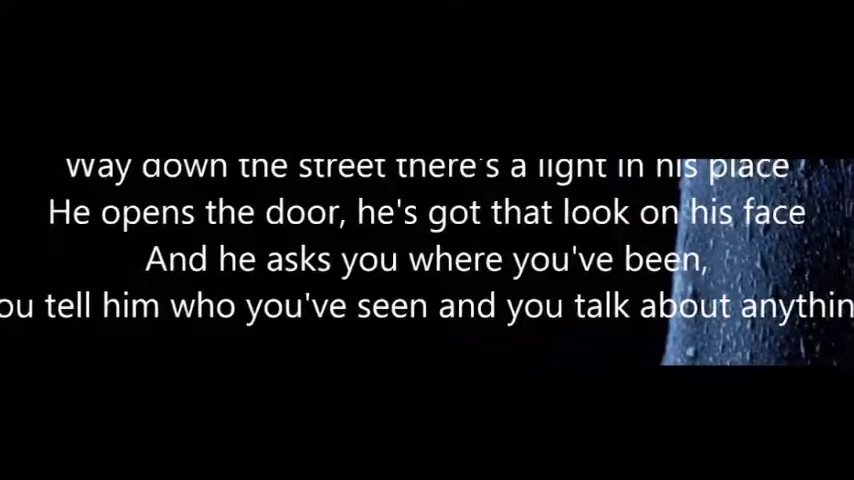 Way down the street there's a light in his place
He opens the door, he's got that look on his face
And he asks you where you've been,
ou tell him who you've seen and you talk about anythin